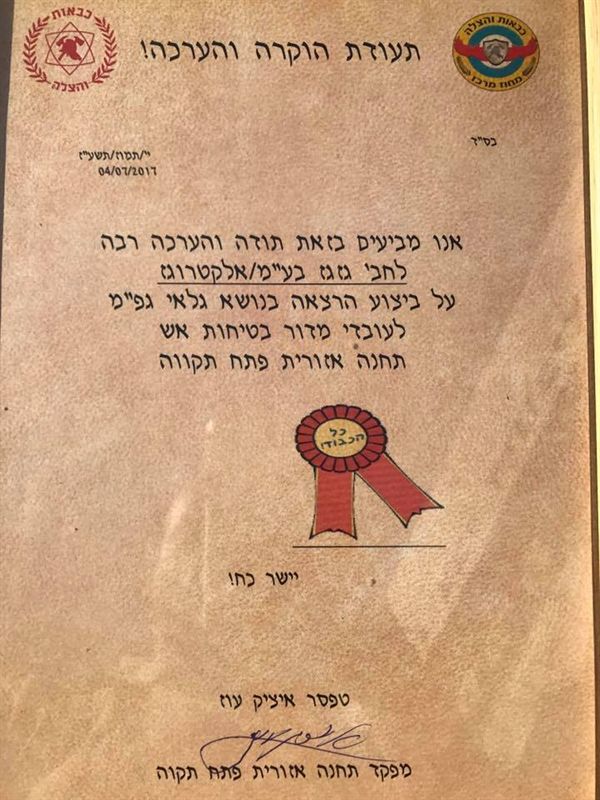 כבאות
והצלה
תעודת הוקרה והערכה!
כבאות והצלה
מחוז מרכז
בס"ד
י'/תמוז/תשע"ז
04/07/2017
אנו מביעים בזאת תודה והערכה רבה
לחב' גזגז בע"מ/אלקטרוגז
על ביצוע הרצאה בנושא גלאי גפ"מ
לעובדי מדור בטיחות אש
תחנה אזורית פתח תקווה
כל
הכבוד!
יישר כח!
טפסר איציק עוז
מפקד תחנה אזורית פתח תקוה